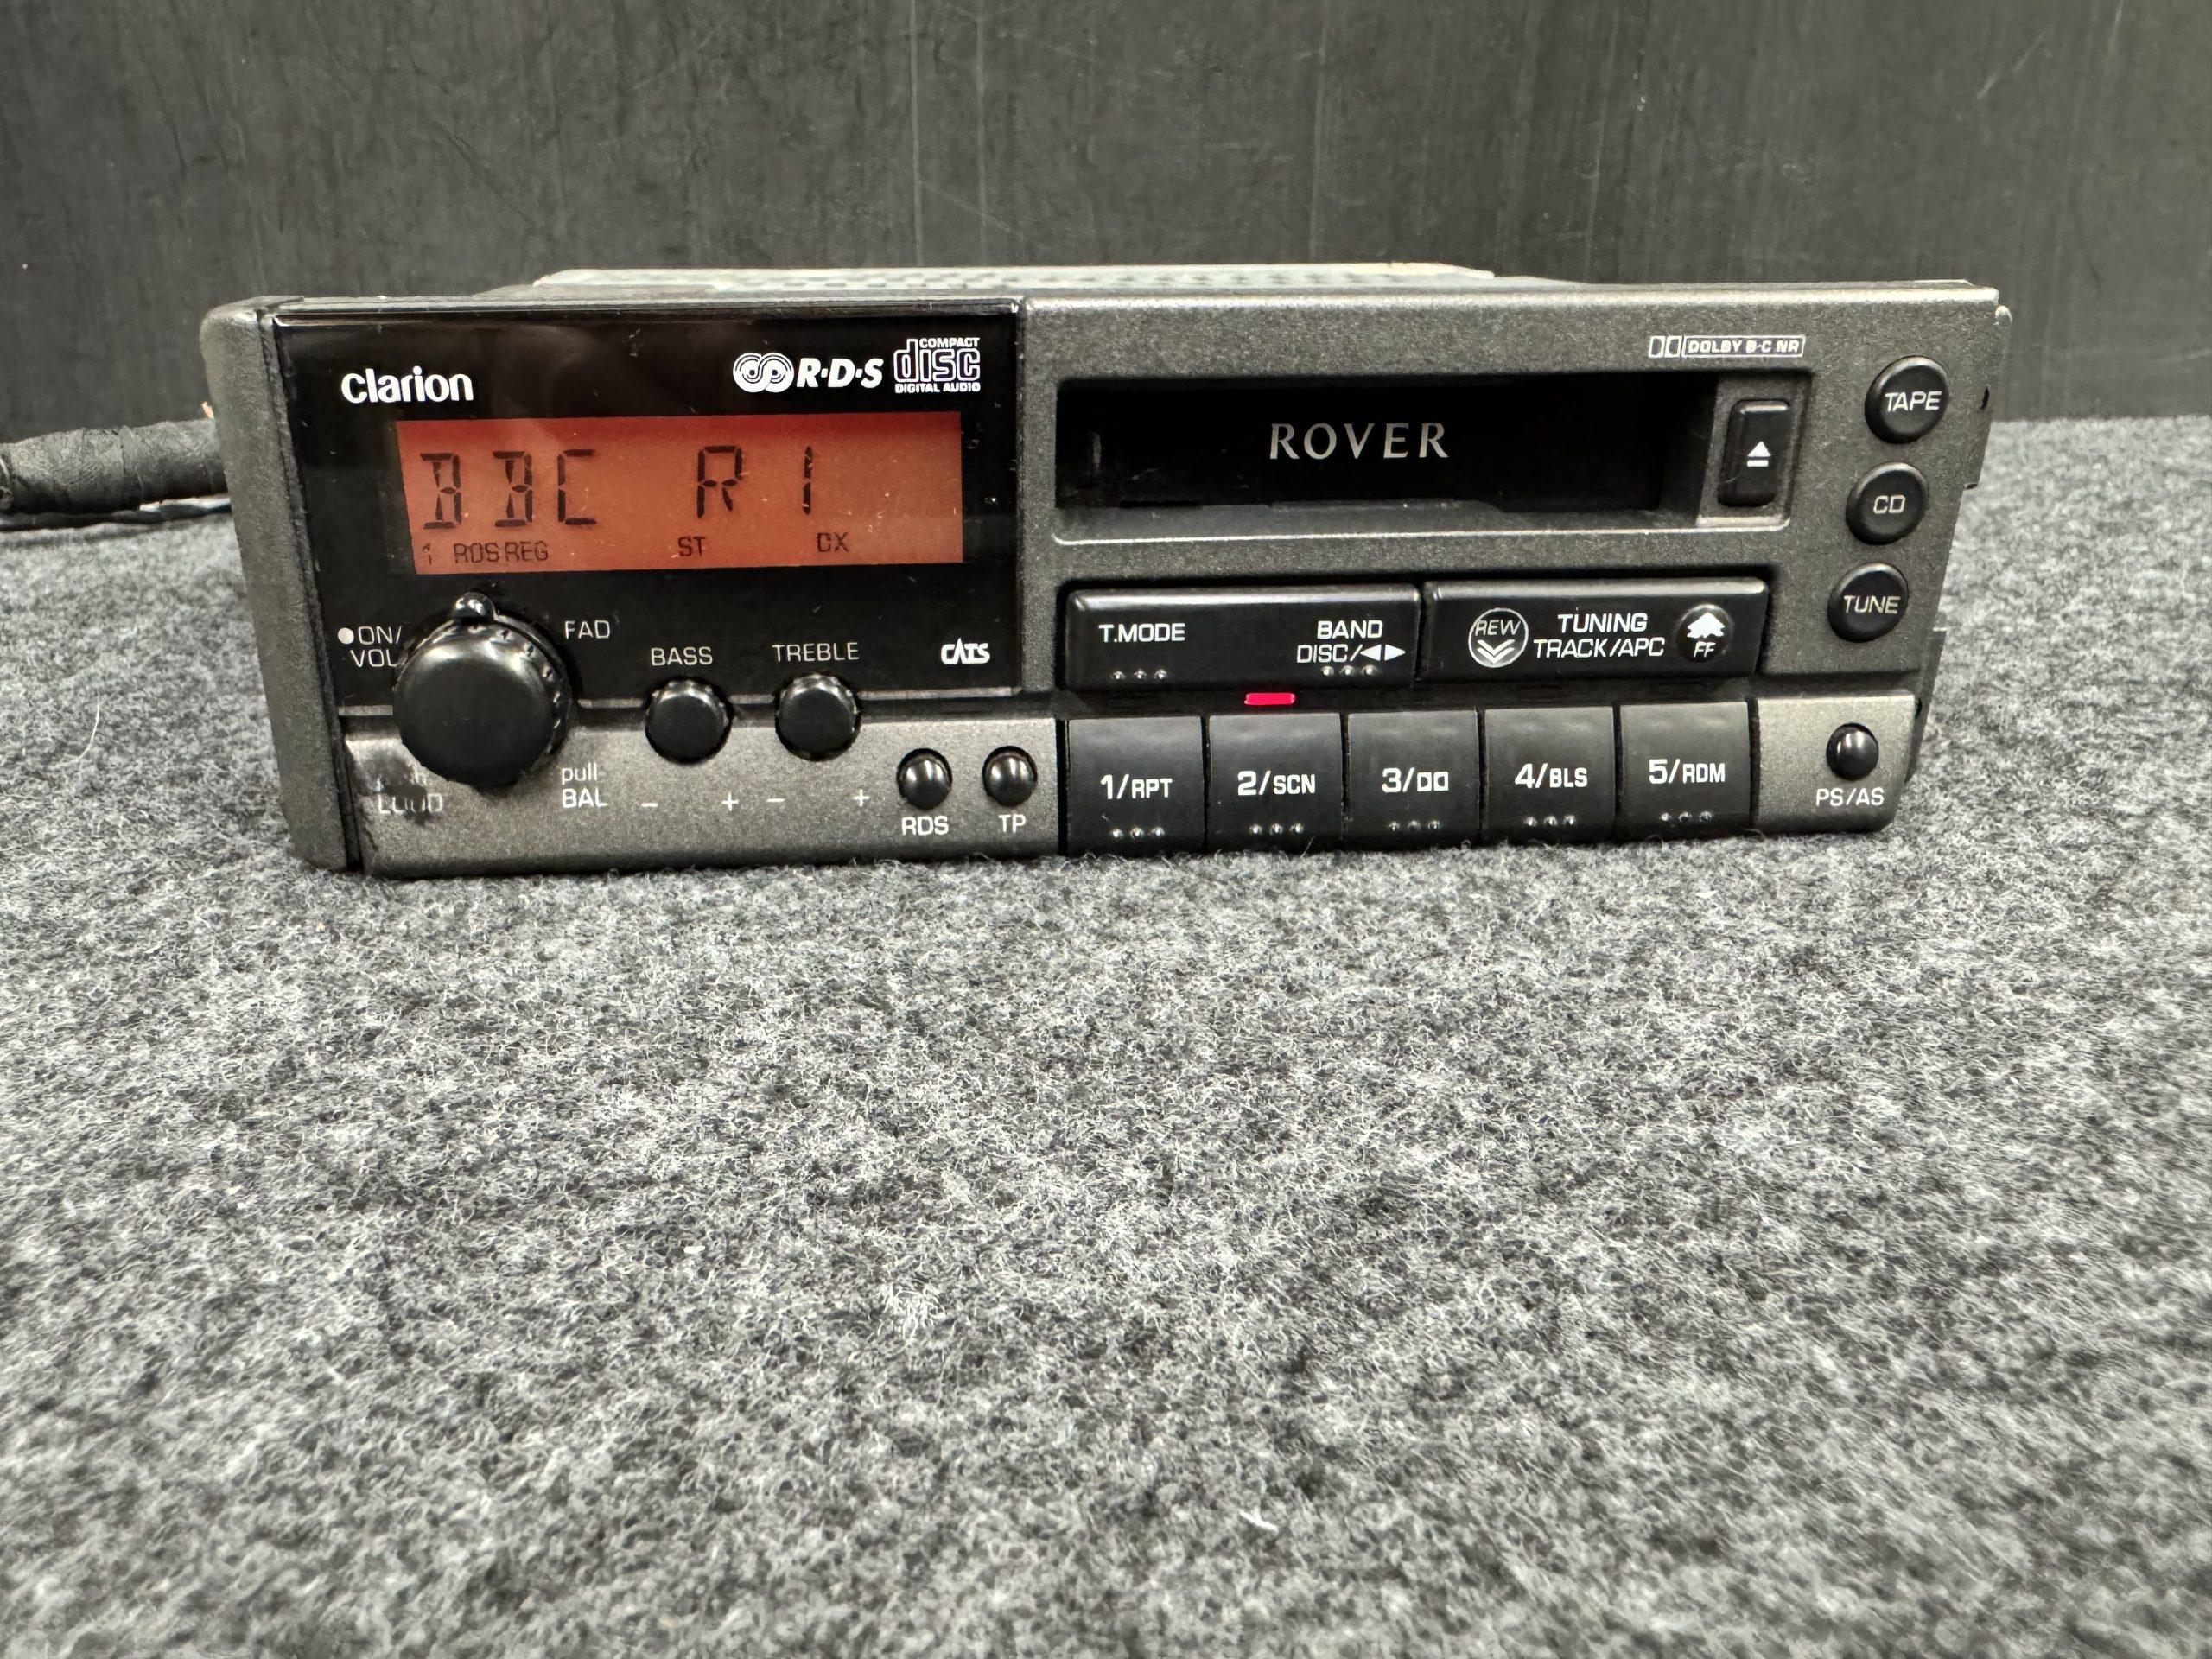 clarion
R·D·S
COMPACT
disc
DIGITAL AUDIO
BBC R1
1 RDS REG ST DX
ON/
VOL
FAD
BASS
TREBLE
CATS
LOUD
pull
BAL
- +
- +
RDS
TP
DOLBY B·C NR
ROVER
TAPE
CD
TUNE
T.MODE
BAND
DISC/◀▶
REW
TUNING
TRACK/APC
FF
1/RPT
2/SCN
3/▯▯
4/BLS
5/RDM
PS/AS